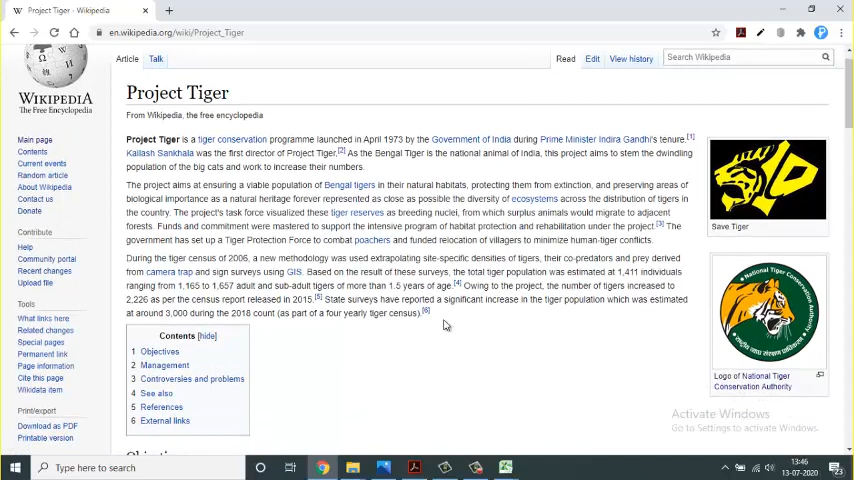 Project Tiger - Wikipedia
en.wikipedia.org/wiki/Project_Tiger
WIKIPEDIA
The Free Encyclopedia
Main page
Contents
Current events
Random article
About Wikipedia
Contact us
Donate
Contribute
Help
Community portal
Recent changes
Upload file
Tools
What links here
Related changes
Special pages
Permanent link
Page information
Cite this page
Wikidata item
Print/export
Download as PDF
Printable version
Article Talk
Read Edit View history
Search Wikipedia
Project Tiger
From Wikipedia, the free encyclopedia
Project Tiger is a tiger conservation programme launched in April 1973 by the Government of India during Prime Minister Indira Gandhi's tenure.[1]
Kailash Sankhala was the first director of Project Tiger.[2] As the Bengal Tiger is the national animal of India, this project aims to stem the dwindling
population of the big cats and work to increase their numbers.
The project aims at ensuring a viable population of Bengal tigers in their natural habitats, protecting them from extinction, and preserving areas of
biological importance as a natural heritage forever represented as close as possible the diversity of ecosystems across the distribution of tigers in
the country. The project's task force visualized these tiger reserves as breeding nuclei, from which surplus animals would migrate to adjacent
forests. Funds and commitment were mastered to support the intensive program of habitat protection and rehabilitation under the project.[3] The
government has set up a Tiger Protection Force to combat poachers and funded relocation of villagers to minimize human-tiger conflicts.
During the tiger census of 2006, a new methodology was used extrapolating site-specific densities of tigers, their co-predators and prey derived
from camera trap and sign surveys using GIS. Based on the result of these surveys, the total tiger population was estimated at 1,411 individuals
ranging from 1,165 to 1,657 adult and sub-adult tigers of more than 1.5 years of age.[4] Owing to the project, the number of tigers increased to
2,226 as per the census report released in 2015.[5] State surveys have reported a significant increase in the tiger population which was estimated
at around 3,000 during the 2018 count (as part of a four yearly tiger census).[6]
Contents [hide]
1 Objectives
2 Management
3 Controversies and problems
4 See also
5 References
6 External links
Save Tiger
National Tiger Conservation Authority
राष्ट्रीय व्याघ्र संरक्षण प्राधिकरण
Logo of National Tiger
Conservation Authority
Activate Windows
Go to Settings to activate Windows.
Type here to search
13:46
13-07-2020
23